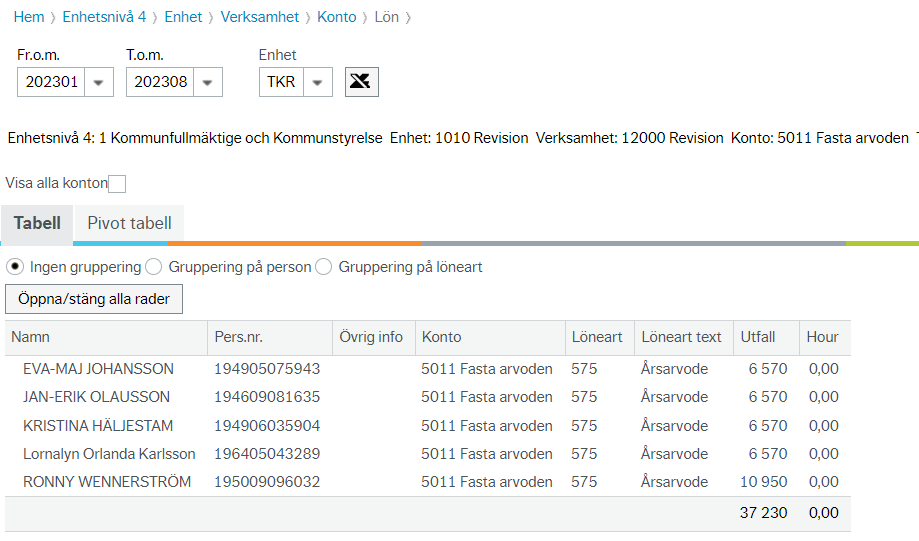 Hem 〉 Enhetsnivå 4 〉 Enhet 〉 Verksamhet 〉 Konto 〉 Lön 〉
Fr.o.m. T.o.m. Enhet
202301 202308 TKR
Enhetsnivå 4: 1 Kommunfullmäktige och Kommunstyrelse Enhet: 1010 Revision Verksamhet: 12000 Revision Konto: 5011 Fasta arvoden
Visa alla konton
Tabell Pivot tabell
Ingen gruppering Gruppering på person Gruppering på löneart
Öppna/stäng alla rader
Namn Pers.nr. Övrig info Konto Löneart Löneart text Utfall Hour
EVA-MAJ JOHANSSON 194905075943 5011 Fasta arvoden 575 Årsarvode 6 570 0,00
JAN-ERIK OLAUSSON 194609081635 5011 Fasta arvoden 575 Årsarvode 6 570 0,00
KRISTINA HÄLJESTAM 194906035904 5011 Fasta arvoden 575 Årsarvode 6 570 0,00
Lornalyn Orlanda Karlsson 196405043289 5011 Fasta arvoden 575 Årsarvode 6 570 0,00
RONNY WENNERSTRÖM 195009096032 5011 Fasta arvoden 575 Årsarvode 10 950 0,00
37 230 0,00